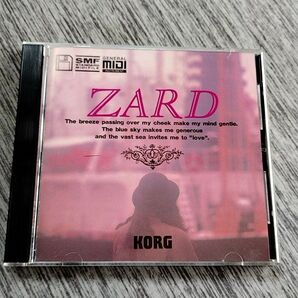 SMF
GENERAL
MIDI
ZARD
The breeze passing over my cheek make my mind gentle.
The blue sky makes me generous
and the vast sea invites me to "love".
KORG